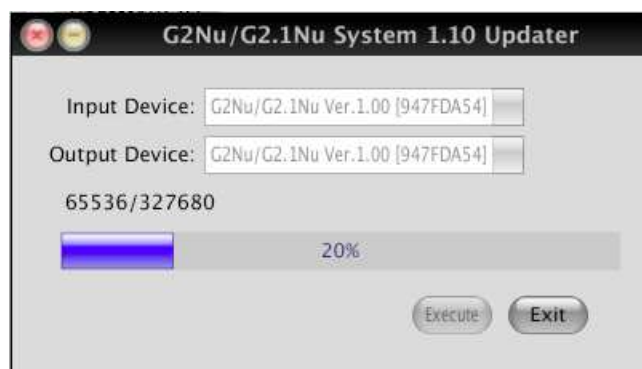 G2Nu/G2.1Nu System 1.10 Updater
Input Device: G2Nu/G2.1Nu Ver.1.00 [947FDA54]
Output Device: G2Nu/G2.1Nu Ver.1.00 [947FDA54]
65536/327680
20%
Execute Exit